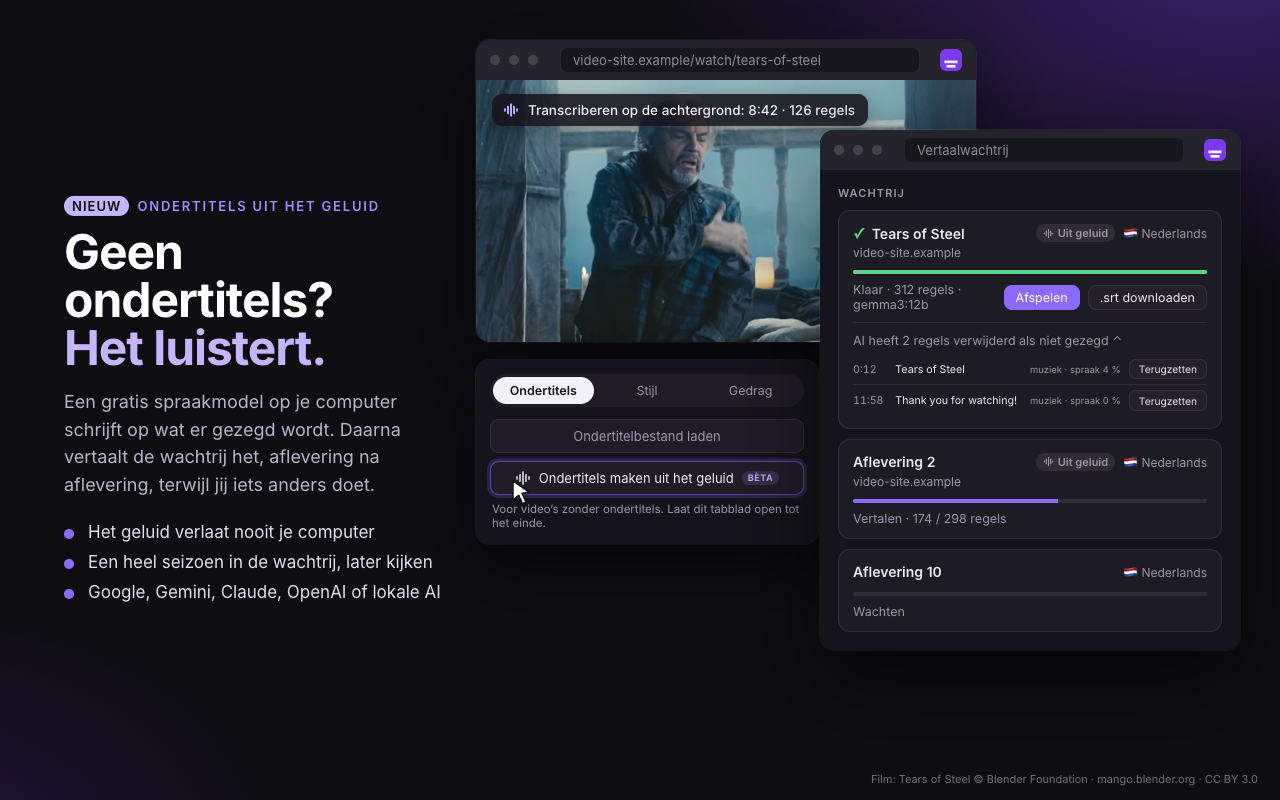 NIEUW ONDERTITELS UIT HET GELUID
Geen
ondertitels?
Het luistert.
Een gratis spraakmodel op je computer
schrijft op wat er gezegd wordt. Daarna
vertaalt de wachtrij het, aflevering na
aflevering, terwijl jij iets anders doet.
Het geluid verlaat nooit je computer
Een heel seizoen in de wachtrij, later kijken
Google, Gemini, Claude, OpenAI of lokale AI
video-site.example/watch/tears-of-steel
Transcriberen op de achtergrond: 8:42 · 126 regels
Ondertitels Stijl Gedrag
Ondertitelbestand laden
Ondertitels maken uit het geluid BÈTA
Voor video's zonder ondertitels. Laat dit tabblad open tot
het einde.
Vertaalwachtrij
WACHTRIJ
✓ Tears of Steel Uit geluid Nederlands
video-site.example
Klaar · 312 regels ·
gemma3:12b
Afspelen .srt downloaden
AI heeft 2 regels verwijderd als niet gezegd ^
0:12 Tears of Steel muziek · spraak 4 % Terugzetten
11:58 Thank you for watching! muziek · spraak 0 % Terugzetten
Aflevering 2 Uit geluid Nederlands
video-site.example
Vertalen · 174 / 298 regels
Aflevering 10 Nederlands
Wachten
Film: Tears of Steel © Blender Foundation · mango.blender.org · CC BY 3.0